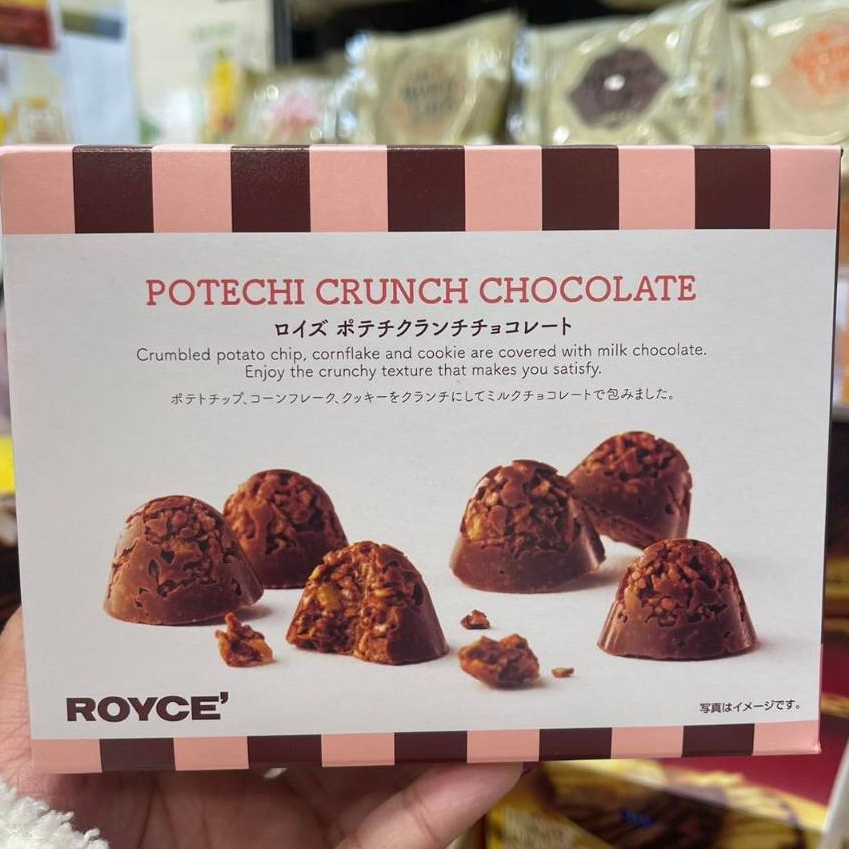 POTECHI CRUNCH CHOCOLATE
ロイズ ポテチクランチチョコレート
Crumbled potato chip, cornflake and cookie are covered with milk chocolate.
Enjoy the crunchy texture that makes you satisfy.
ポテトチップ、コーンフレーク、クッキーをクランチにしてミルクチョコレートで包みました。
ROYCE'
写真はイメージです。